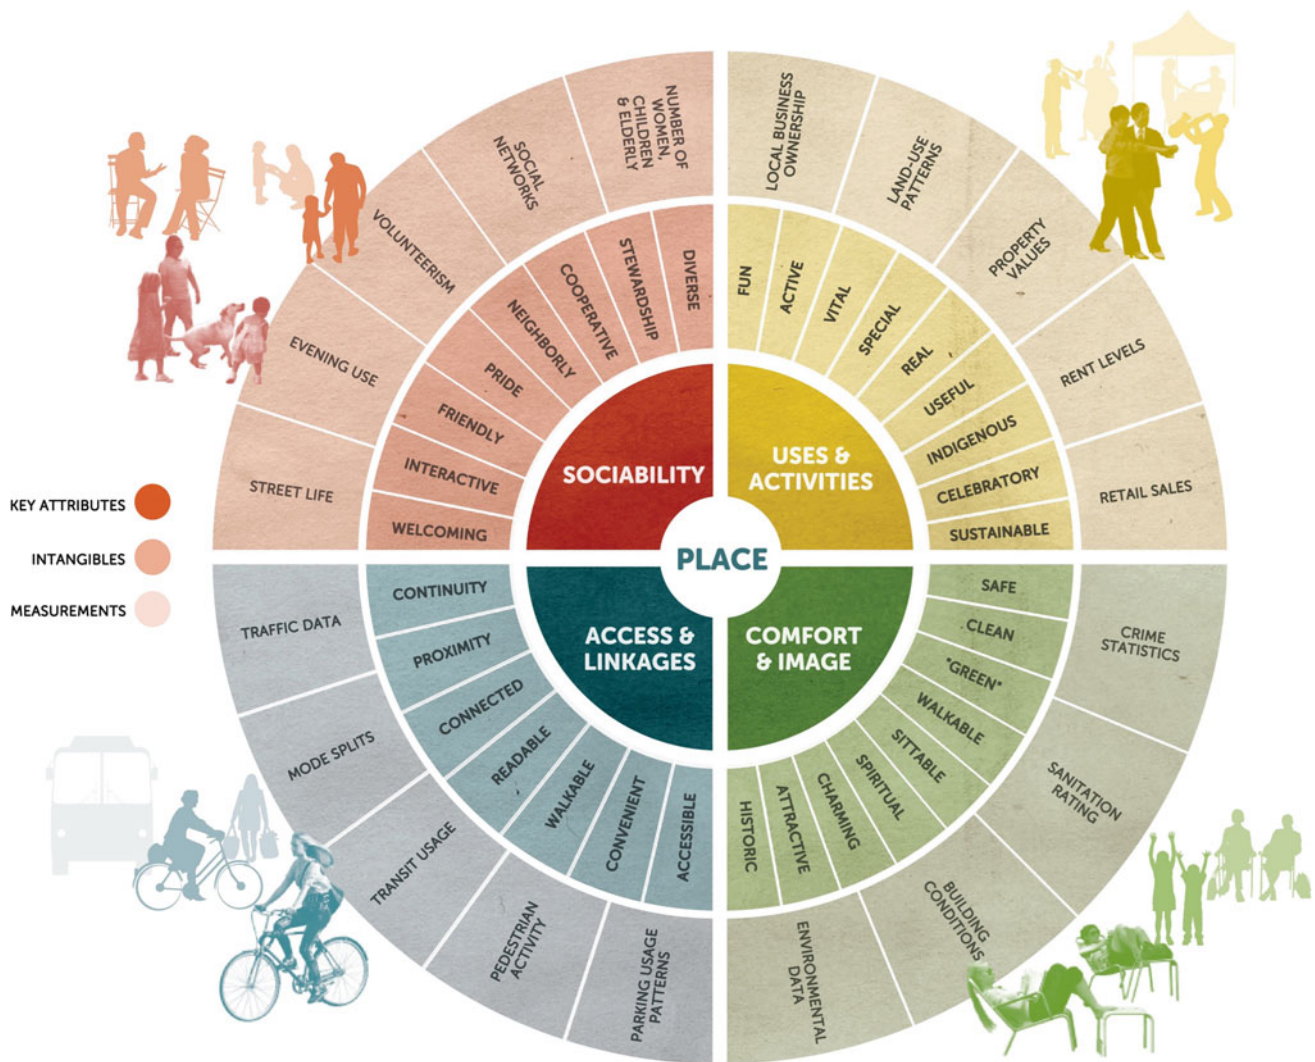 KEY ATTRIBUTES
INTANGIBLES
MEASUREMENTS
PLACE
SOCIABILITY
WELCOMING
INTERACTIVE
FRIENDLY
PRIDE
NEIGHBORLY
COOPERATIVE
STEWARDSHIP
DIVERSE
STREET LIFE
EVENING USE
VOLUNTEERISM
SOCIAL
NETWORKS
NUMBER OF
WOMEN,
CHILDREN
& ELDERLY
USES &
ACTIVITIES
FUN
ACTIVE
VITAL
SPECIAL
REAL
USEFUL
INDIGENOUS
CELEBRATORY
SUSTAINABLE
LOCAL BUSINESS
OWNERSHIP
LAND-USE
PATTERNS
PROPERTY
VALUES
RENT LEVELS
RETAIL SALES
COMFORT
& IMAGE
SAFE
CLEAN
"GREEN"
WALKABLE
SITTABLE
SPIRITUAL
CHARMING
ATTRACTIVE
HISTORIC
CRIME
STATISTICS
SANITATION
RATING
BUILDING
CONDITIONS
ENVIRONMENTAL
DATA
ACCESS &
LINKAGES
CONTINUITY
PROXIMITY
CONNECTED
READABLE
WALKABLE
CONVENIENT
ACCESSIBLE
TRAFFIC DATA
MODE SPLITS
TRANSIT USAGE
PEDESTRIAN
ACTIVITY
PARKING USAGE
PATTERNS